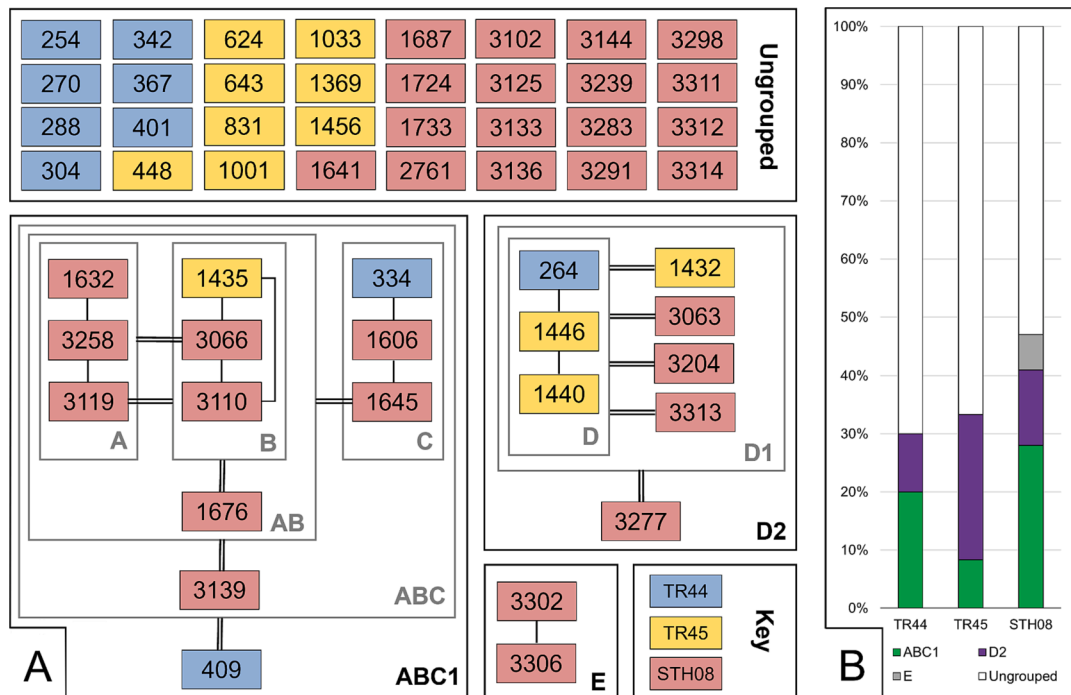 254 342 624 1033 1687 3102 3144 3298
270 367 643 1369 1724 3125 3239 3311
288 401 831 1456 1733 3133 3283 3312
304 448 1001 1641 2761 3136 3291 3314
Ungrouped
1632 1435 334
3258 3066 1606
3119 3110 1645
A B C
1676
AB
3139
ABC
409
ABC1
A
264 1432
1446 3063
3204
1440
3313
D
D1
3277
D2
3302
3306
E
TR44
TR45
STH08
Key
100%
90%
80%
70%
60%
50%
40%
30%
20%
10%
0%
TR44 TR45 STH08
ABC1 D2
E Ungrouped
B